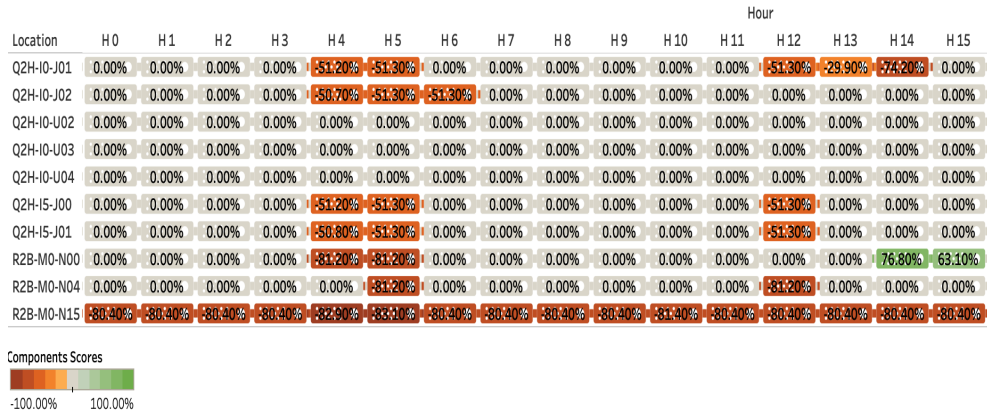 Hour
Location H 0 H 1 H 2 H 3 H 4 H 5 H 6 H 7 H 8 H 9 H 10 H 11 H 12 H 13 H 14 H 15
Q2H-I0-J01 0.00% 0.00% 0.00% 0.00% -51.20% -51.30% 0.00% 0.00% 0.00% 0.00% 0.00% 0.00% -51.30% -29.90% -74.20% 0.00%
Q2H-I0-J02 0.00% 0.00% 0.00% 0.00% -50.70% -51.30% -51.30% 0.00% 0.00% 0.00% 0.00% 0.00% 0.00% 0.00% 0.00% 0.00%
Q2H-I0-U02 0.00% 0.00% 0.00% 0.00% 0.00% 0.00% 0.00% 0.00% 0.00% 0.00% 0.00% 0.00% 0.00% 0.00% 0.00% 0.00%
Q2H-I0-U03 0.00% 0.00% 0.00% 0.00% 0.00% 0.00% 0.00% 0.00% 0.00% 0.00% 0.00% 0.00% 0.00% 0.00% 0.00% 0.00%
Q2H-I0-U04 0.00% 0.00% 0.00% 0.00% 0.00% 0.00% 0.00% 0.00% 0.00% 0.00% 0.00% 0.00% 0.00% 0.00% 0.00% 0.00%
Q2H-I5-J00 0.00% 0.00% 0.00% 0.00% -51.20% -51.30% 0.00% 0.00% 0.00% 0.00% 0.00% 0.00% -51.30% 0.00% 0.00% 0.00%
Q2H-I5-J01 0.00% 0.00% 0.00% 0.00% -50.80% -51.30% 0.00% 0.00% 0.00% 0.00% 0.00% 0.00% -51.30% 0.00% 0.00% 0.00%
R2B-M0-N00 0.00% 0.00% 0.00% 0.00% -81.20% -81.20% 0.00% 0.00% 0.00% 0.00% 0.00% 0.00% 0.00% 0.00% 76.80% 63.10%
R2B-M0-N04 0.00% 0.00% 0.00% 0.00% 0.00% -81.20% 0.00% 0.00% 0.00% 0.00% 0.00% 0.00% -81.20% 0.00% 0.00% 0.00%
R2B-M0-N15 -80.40% -80.40% -80.40% -80.40% -82.90% -83.10% -80.40% -80.40% -80.40% -80.40% -81.40% -80.40% -80.40% -80.40% -80.40% -80.40%
Components Scores
-100.00% 100.00%